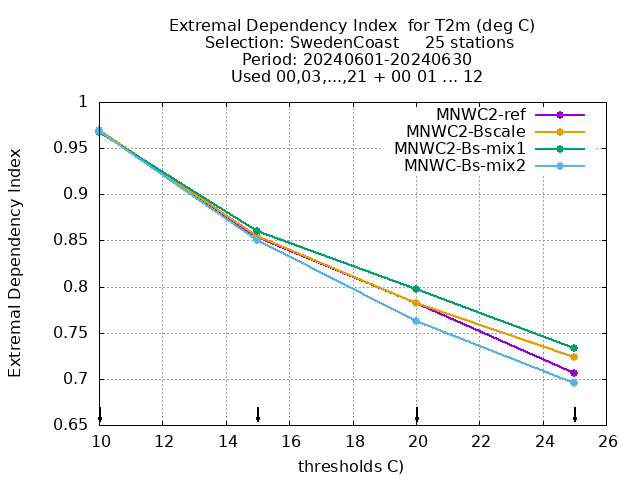 Extremal Dependency Index  for T2m (deg C)
Selection: SwedenCoast     25 stations
Period: 20240601-20240630
Used 00,03,...,21 + 00 01 ... 12
MNWC2-ref
MNWC2-Bscale
MNWC2-Bs-mix1
MNWC-Bs-mix2
Extremal Dependency Index
1
0.95
0.9
0.85
0.8
0.75
0.7
0.65
10 12 14 16 18 20 22 24 26
thresholds C)